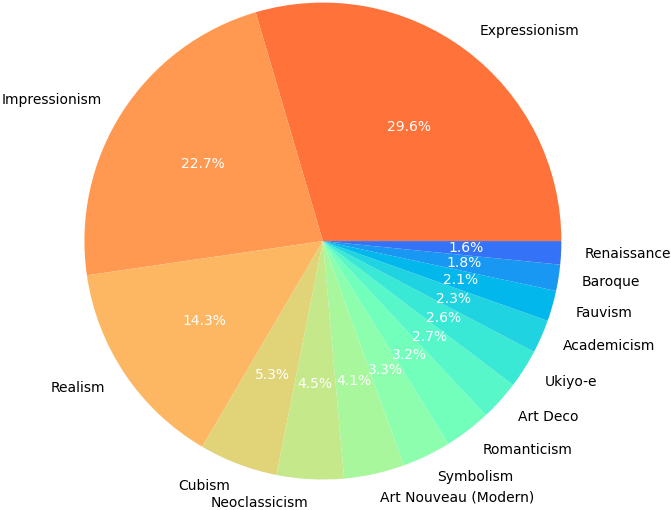 Expressionism
29.6%
Impressionism
22.7%
Realism
14.3%
Cubism
5.3%
Neoclassicism
4.5%
Art Nouveau (Modern)
4.1%
Symbolism
3.3%
Romanticism
3.2%
Art Deco
2.7%
Ukiyo-e
2.6%
Academicism
2.3%
Fauvism
2.1%
Baroque
1.8%
Renaissance
1.6%